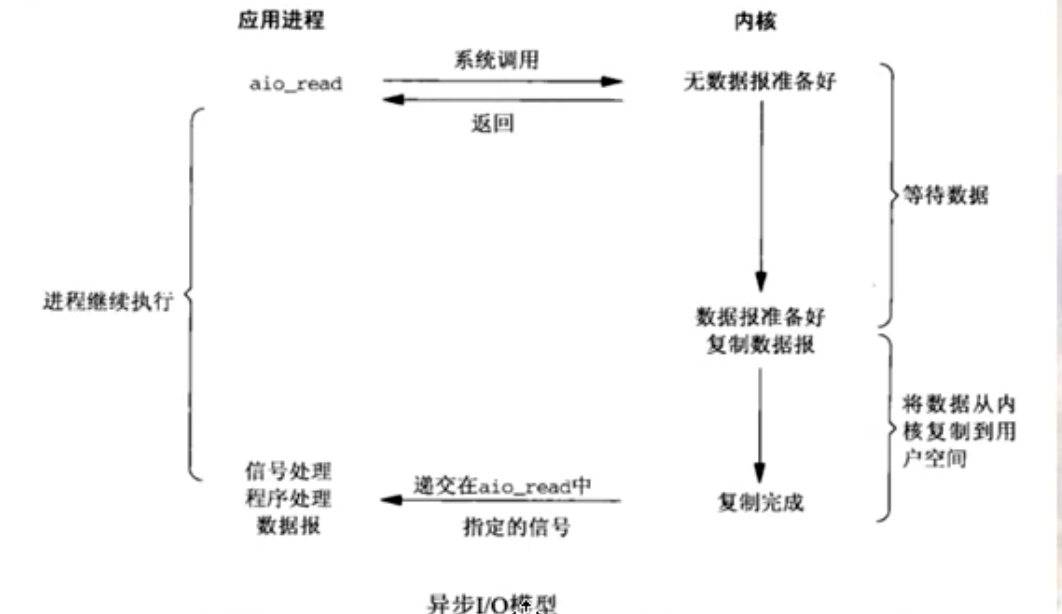 应用进程
内核
系统调用
aio_read
无数据报准备好
返回
等待数据
进程继续执行
数据报准备好
复制数据报
将数据从内
核复制到用
户空间
信号处理
程序处理
数据报
递交在aio_read中
指定的信号
复制完成
异步I/O模型